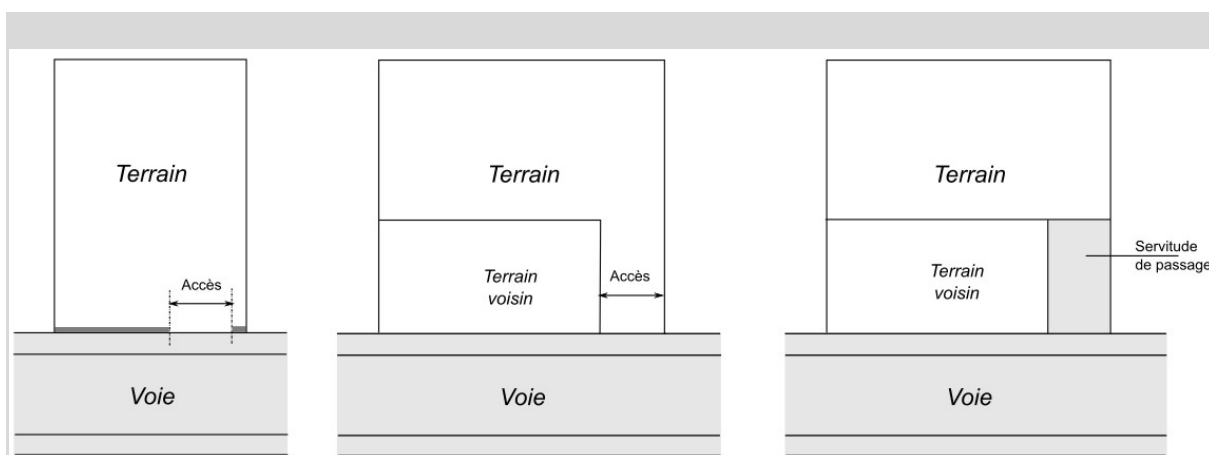 Terrain
Accès
Voie
Terrain
Terrain
voisin
Accès
Voie
Terrain
Terrain
voisin
Servitude
de passage
Voie